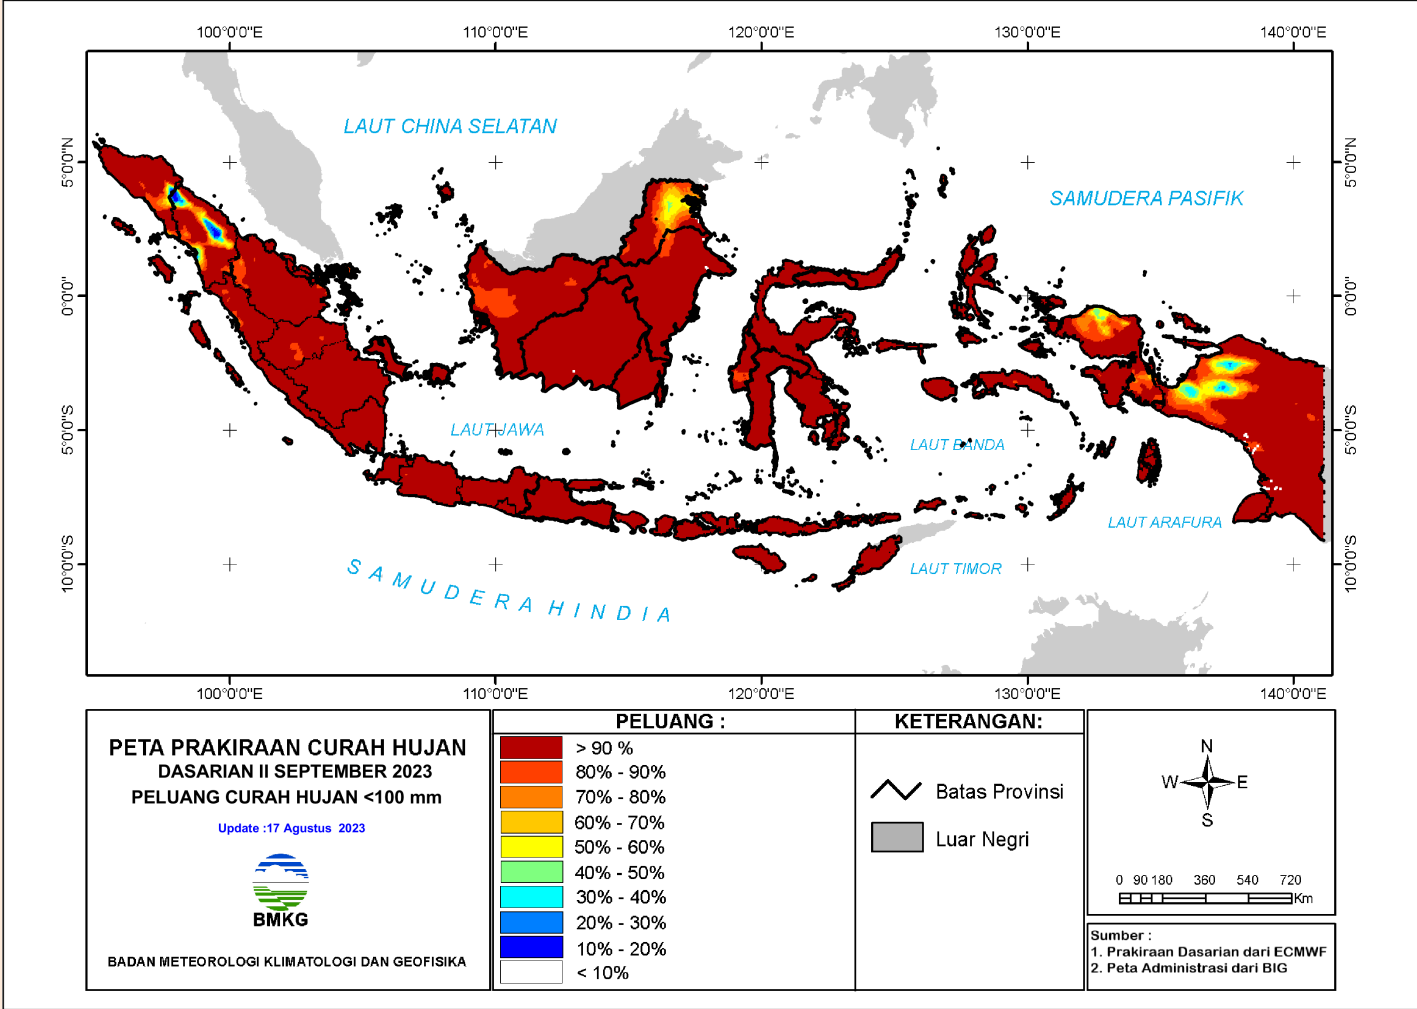 100°0'0"E 110°0'0"E 120°0'0"E 130°0'0"E 140°0'0"E
LAUT CHINA SELATAN
5°0'0"N 5°0'0"N
SAMUDERA PASIFIK
0°0'0" 0°0'0"
LAUT JAWA
5°0'0"S 5°0'0"S
LAUT BANDA
LAUT ARAFURA
10°0'0"S 10°0'0"S
LAUT TIMOR
SAMUDERA HINDIA
100°0'0"E 110°0'0"E 120°0'0"E 130°0'0"E 140°0'0"E
PETA PRAKIRAAN CURAH HUJAN
DASARIAN II SEPTEMBER 2023
PELUANG CURAH HUJAN <100 mm
Update :17 Agustus 2023
BMKG
BADAN METEOROLOGI KLIMATOLOGI DAN GEOFISIKA
PELUANG :
> 90 %
80% - 90%
70% - 80%
60% - 70%
50% - 60%
40% - 50%
30% - 40%
20% - 30%
10% - 20%
< 10%
KETERANGAN:
Batas Provinsi
Luar Negri
N
W E
S
0 90 180 360 540 720
Km
Sumber :
1. Prakiraan Dasarian dari ECMWF
2. Peta Administrasi dari BIG